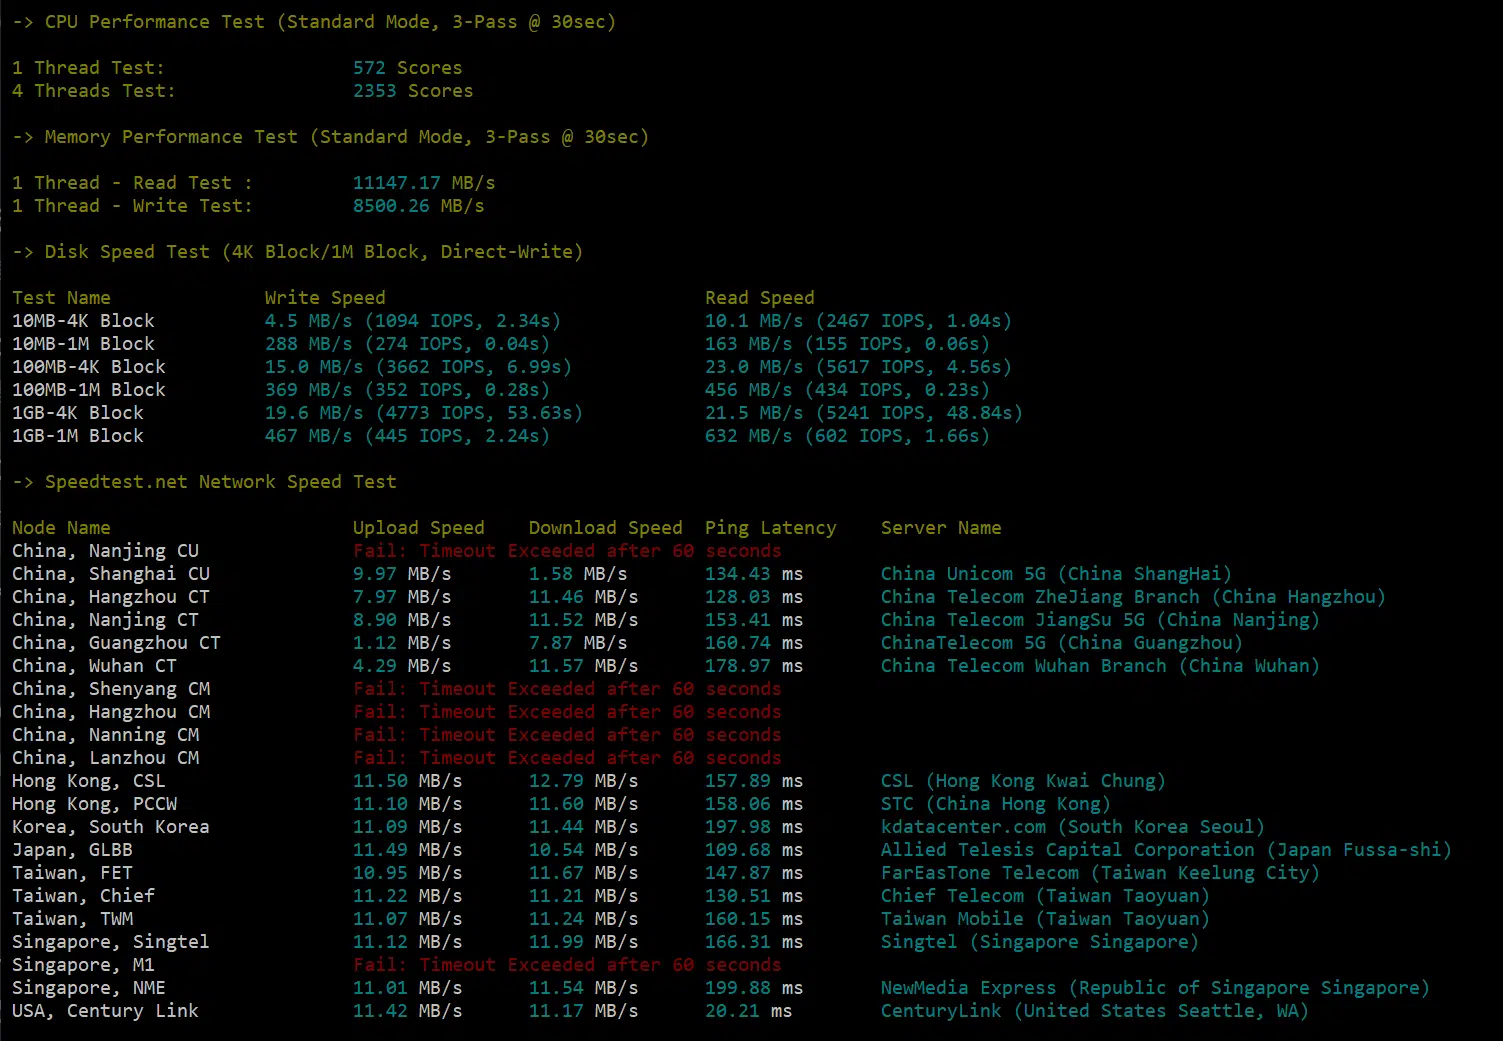 -> CPU Performance Test (Standard Mode, 3-Pass @ 30sec)
1 Thread Test: 572 Scores
4 Threads Test: 2353 Scores
-> Memory Performance Test (Standard Mode, 3-Pass @ 30sec)
1 Thread - Read Test : 11147.17 MB/s
1 Thread - Write Test: 8500.26 MB/s
-> Disk Speed Test (4K Block/1M Block, Direct-Write)
Test Name Write Speed Read Speed
10MB-4K Block 4.5 MB/s (1094 IOPS, 2.34s) 10.1 MB/s (2467 IOPS, 1.04s)
10MB-1M Block 288 MB/s (274 IOPS, 0.04s) 163 MB/s (155 IOPS, 0.06s)
100MB-4K Block 15.0 MB/s (3662 IOPS, 6.99s) 23.0 MB/s (5617 IOPS, 4.56s)
100MB-1M Block 369 MB/s (352 IOPS, 0.28s) 456 MB/s (434 IOPS, 0.23s)
1GB-4K Block 19.6 MB/s (4773 IOPS, 53.63s) 21.5 MB/s (5241 IOPS, 48.84s)
1GB-1M Block 467 MB/s (445 IOPS, 2.24s) 632 MB/s (602 IOPS, 1.66s)
-> Speedtest.net Network Speed Test
Node Name Upload Speed Download Speed Ping Latency Server Name
China, Nanjing CU Fail: Timeout Exceeded after 60 seconds
China, Shanghai CU 9.97 MB/s 1.58 MB/s 134.43 ms China Unicom 5G (China ShangHai)
China, Hangzhou CT 7.97 MB/s 11.46 MB/s 128.03 ms China Telecom ZheJiang Branch (China Hangzhou)
China, Nanjing CT 8.90 MB/s 11.52 MB/s 153.41 ms China Telecom JiangSu 5G (China Nanjing)
China, Guangzhou CT 1.12 MB/s 7.87 MB/s 160.74 ms ChinaTelecom 5G (China Guangzhou)
China, Wuhan CT 4.29 MB/s 11.57 MB/s 178.97 ms China Telecom Wuhan Branch (China Wuhan)
China, Shenyang CM Fail: Timeout Exceeded after 60 seconds
China, Hangzhou CM Fail: Timeout Exceeded after 60 seconds
China, Nanning CM Fail: Timeout Exceeded after 60 seconds
China, Lanzhou CM Fail: Timeout Exceeded after 60 seconds
Hong Kong, CSL 11.50 MB/s 12.79 MB/s 157.89 ms CSL (Hong Kong Kwai Chung)
Hong Kong, PCCW 11.10 MB/s 11.60 MB/s 158.06 ms STC (China Hong Kong)
Korea, South Korea 11.09 MB/s 11.44 MB/s 197.98 ms kdatacenter.com (South Korea Seoul)
Japan, GLBB 11.49 MB/s 10.54 MB/s 109.68 ms Allied Telesis Capital Corporation (Japan Fussa-shi)
Taiwan, FET 10.95 MB/s 11.67 MB/s 147.87 ms FarEasTone Telecom (Taiwan Keelung City)
Taiwan, Chief 11.22 MB/s 11.21 MB/s 130.51 ms Chief Telecom (Taiwan Taoyuan)
Taiwan, TWM 11.07 MB/s 11.24 MB/s 160.15 ms Taiwan Mobile (Taiwan Taoyuan)
Singapore, Singtel 11.12 MB/s 11.99 MB/s 166.31 ms Singtel (Singapore Singapore)
Singapore, M1 Fail: Timeout Exceeded after 60 seconds
Singapore, NME 11.01 MB/s 11.54 MB/s 199.88 ms NewMedia Express (Republic of Singapore Singapore)
USA, Century Link 11.42 MB/s 11.17 MB/s 20.21 ms CenturyLink (United States Seattle, WA)